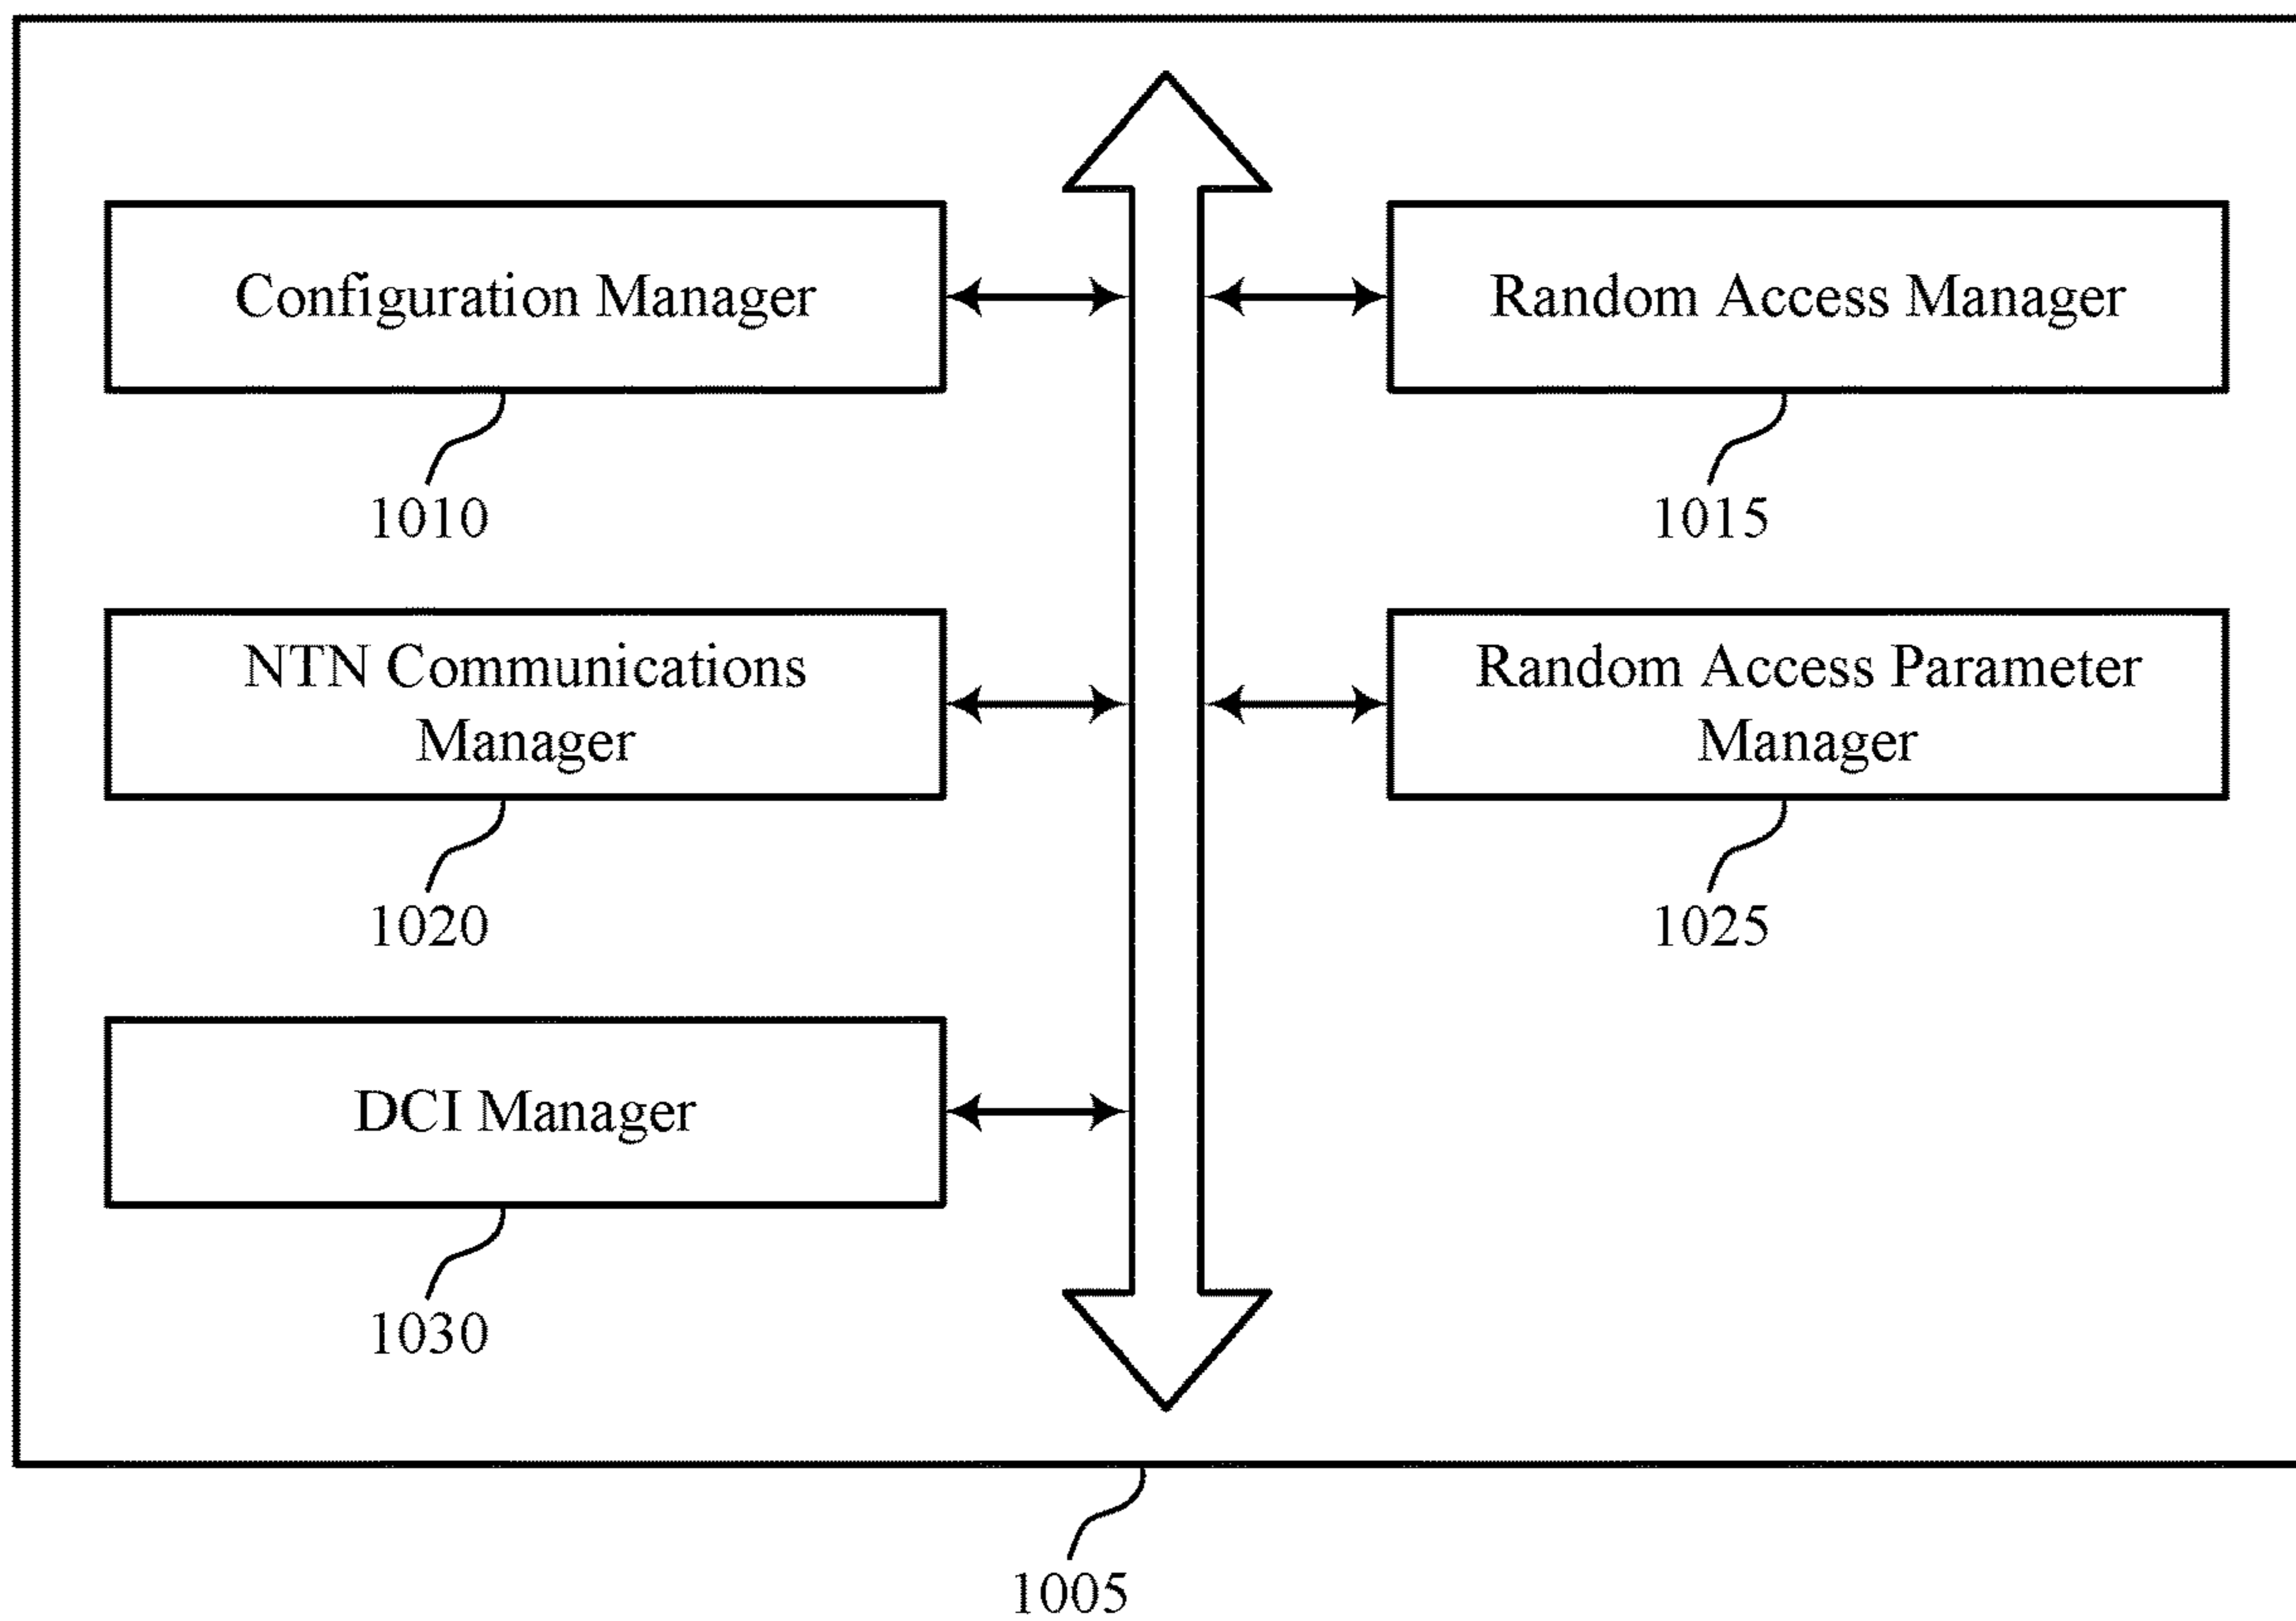 Configuration Manager
1010
Random Access Manager
1015
NTN Communications
Manager
1020
Random Access Parameter
Manager
1025
DCI Manager
1030
1005